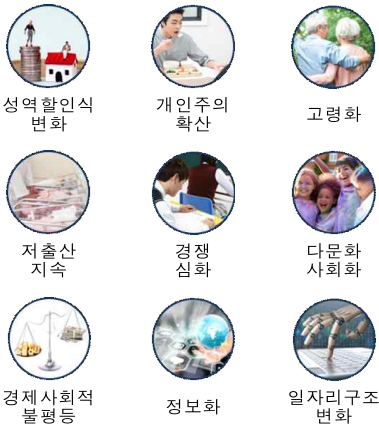 성역할인식
변화
개인주의
확산
고령화
저출산
지속
경쟁
심화
다문화
사회화
경제사회적
불평등
정보화
일자리구조
변화